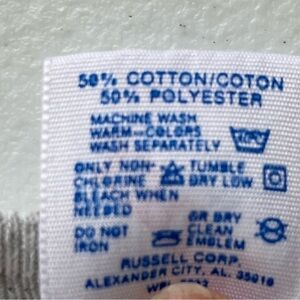 50% COTTON/COTON
50% POLYESTER
MACHINE WASH
WARM-COLORS
WASH SEPARATELY
ONLY NON- TUMBLE
CHLORINE DRY LOW
BLEACH WHEN
NEEDED
DO NOT OR DRY
IRON CLEAN
EMBLEM
RUSSELL CORP.
ALEXANDER CITY, AL. 35010